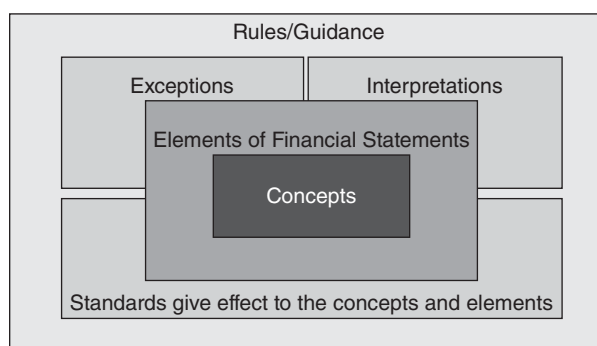 Rules/Guidance
Exceptions
Interpretations
Elements of Financial Statements
Concepts
Standards give effect to the concepts and elements